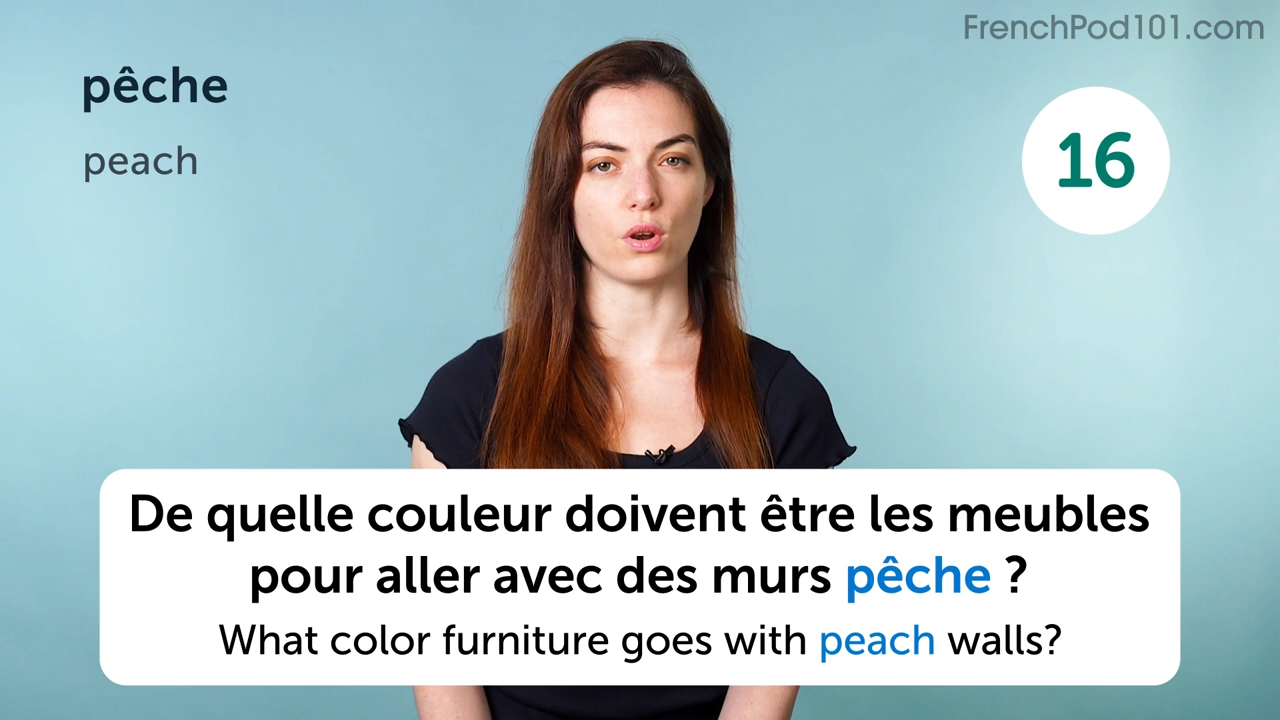 FrenchPod101.com
pêche
peach
16
De quelle couleur doivent être les meubles
pour aller avec des murs pêche ?
What color furniture goes with peach walls?